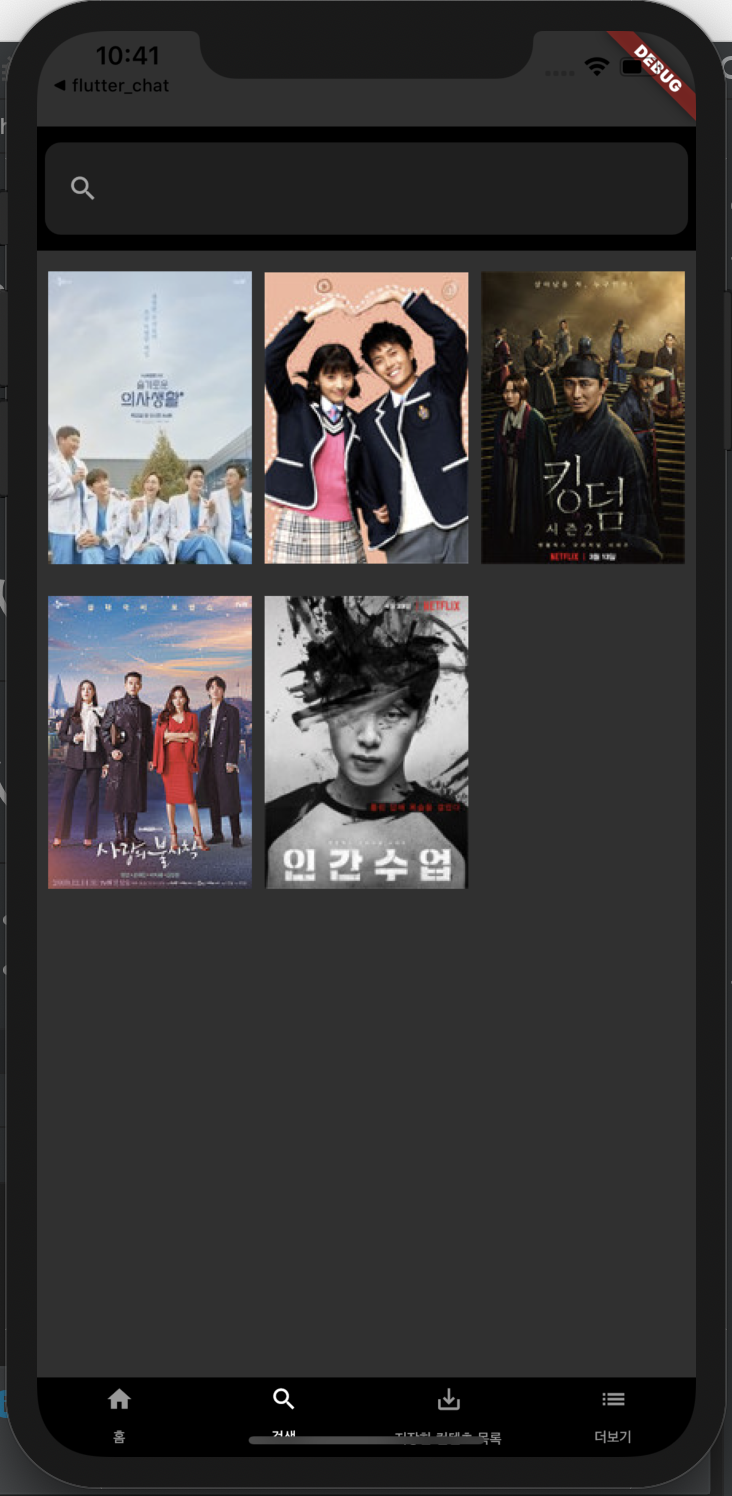 10:41
◀ flutter_chat
DEBUG
슬기로운
의사생활
킹덤
시즌2
NETFLIX | 3월 13일
tvN
사랑의 불시착
NETFLIX
인간수업
홈
검색
저장한 컨텐츠 목록
더보기